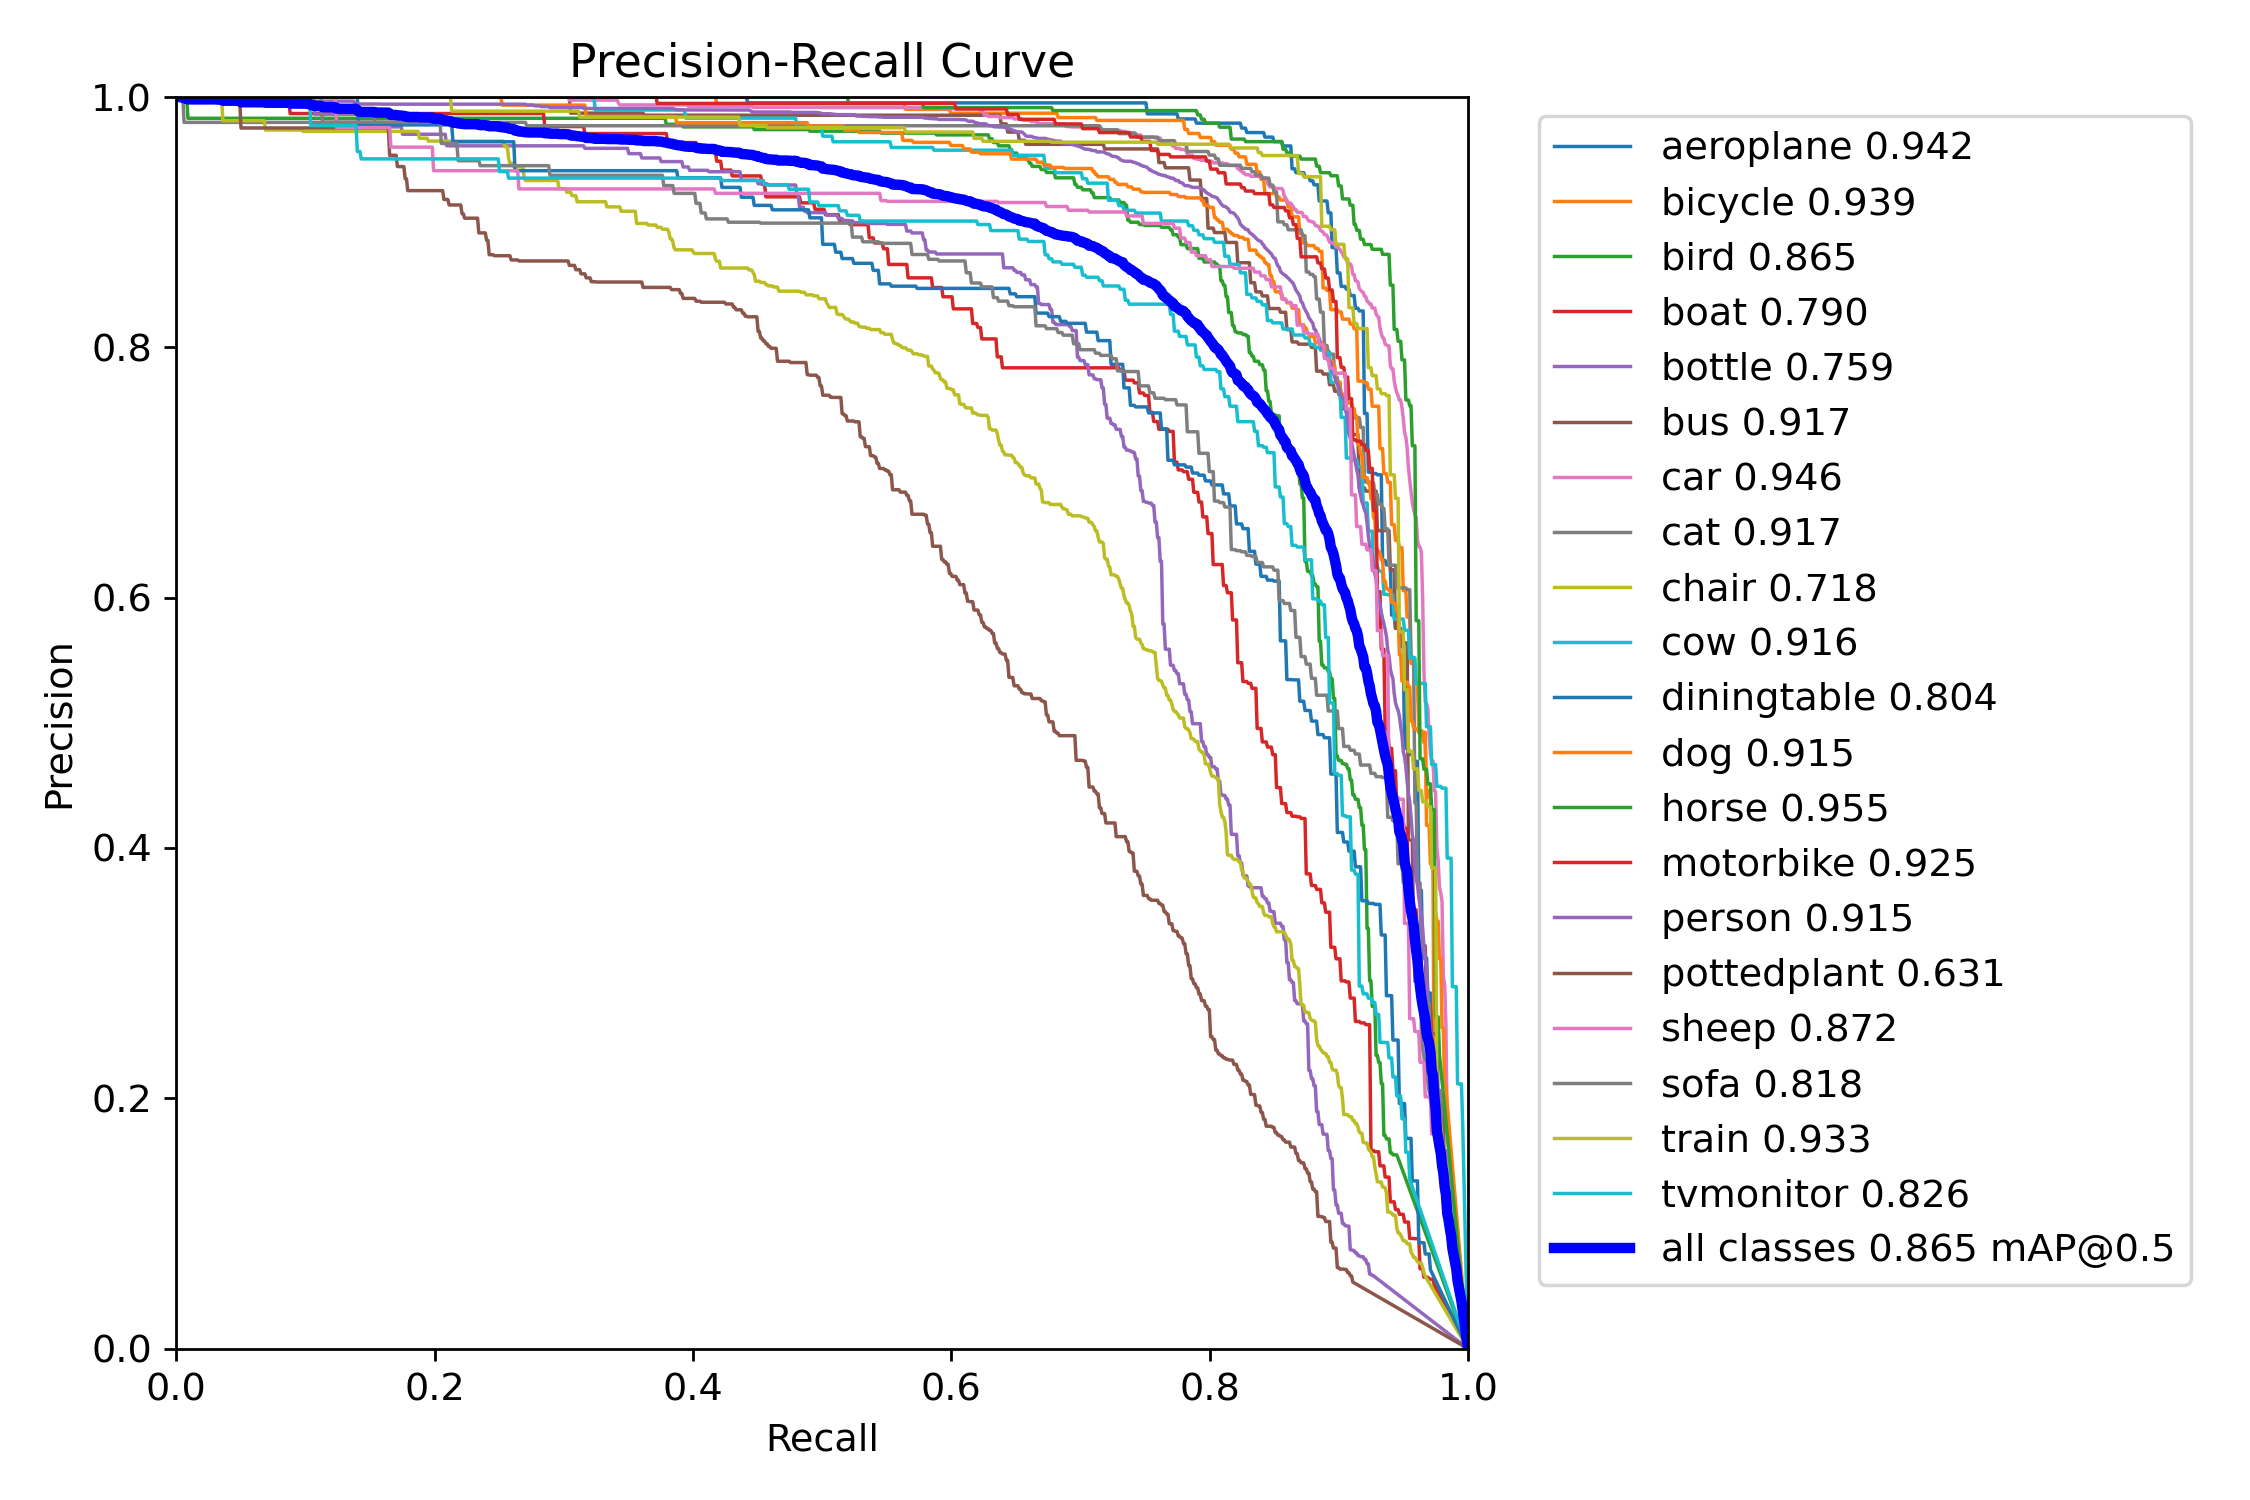 Precision-Recall Curve
1.0
0.8
0.6
0.4
0.2
0.0
Precision
0.0 0.2 0.4 0.6 0.8 1.0
Recall
aeroplane 0.942
bicycle 0.939
bird 0.865
boat 0.790
bottle 0.759
bus 0.917
car 0.946
cat 0.917
chair 0.718
cow 0.916
diningtable 0.804
dog 0.915
horse 0.955
motorbike 0.925
person 0.915
pottedplant 0.631
sheep 0.872
sofa 0.818
train 0.933
tvmonitor 0.826
all classes 0.865 mAP@0.5